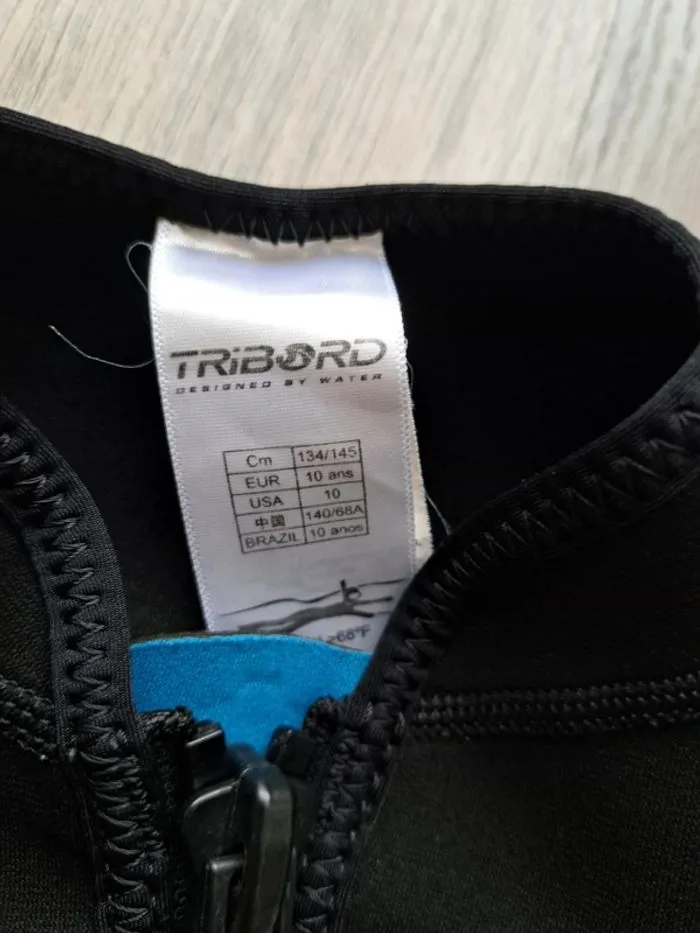 TRIBORD
DESIGNED BY WATER
Cm 134/145
EUR 10 ans
USA 10
中国 140/68A
BRAZIL 10 anos
≥68°F